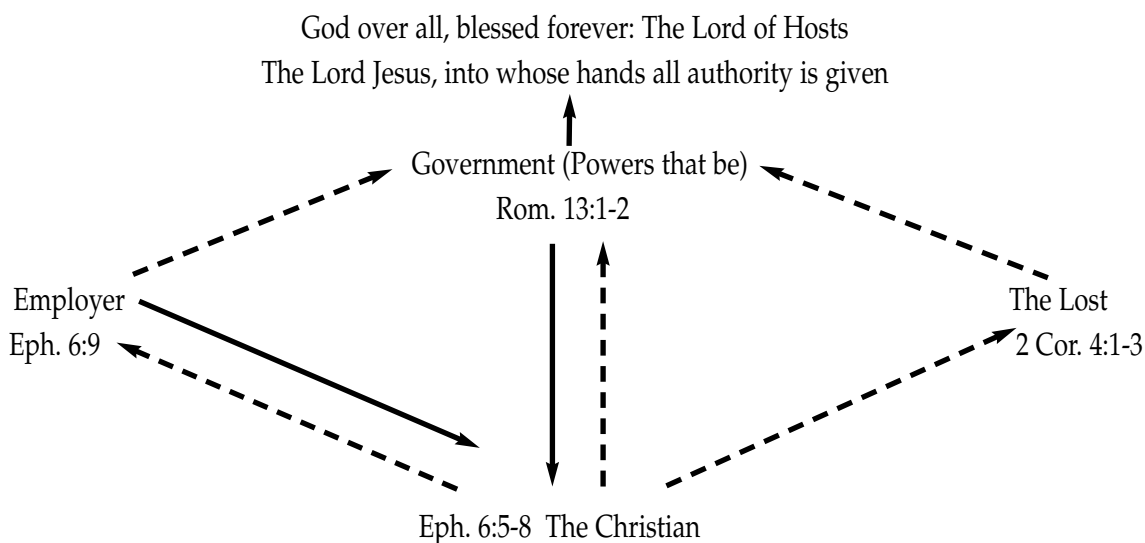 God over all, blessed forever: The Lord of Hosts
The Lord Jesus, into whose hands all authority is given
Government (Powers that be)
Rom. 13:1-2
Employer
Eph. 6:9
The Lost
2 Cor. 4:1-3
Eph. 6:5-8 The Christian